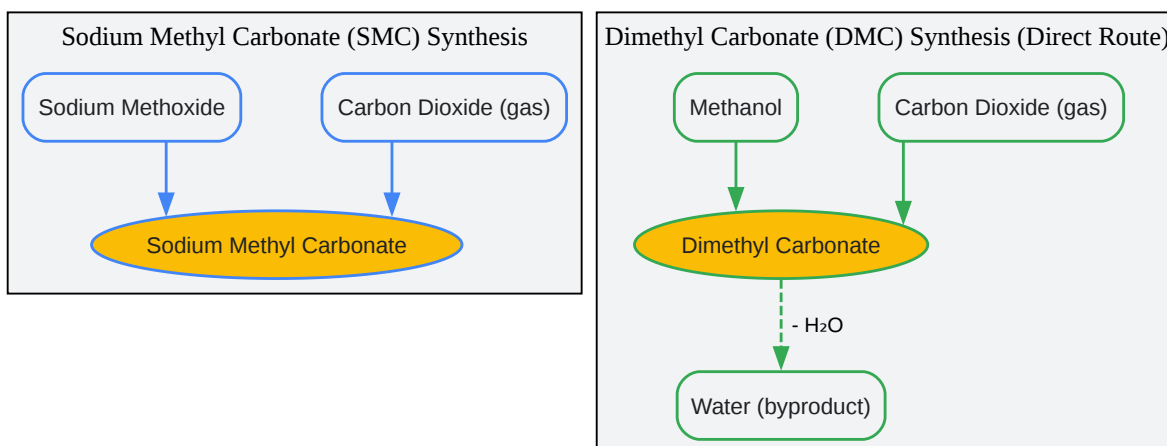 Sodium Methyl Carbonate (SMC) Synthesis
Sodium Methoxide
Carbon Dioxide (gas)
Sodium Methyl Carbonate
Dimethyl Carbonate (DMC) Synthesis (Direct Route)
Methanol
Carbon Dioxide (gas)
Dimethyl Carbonate
- H₂O
Water (byproduct)